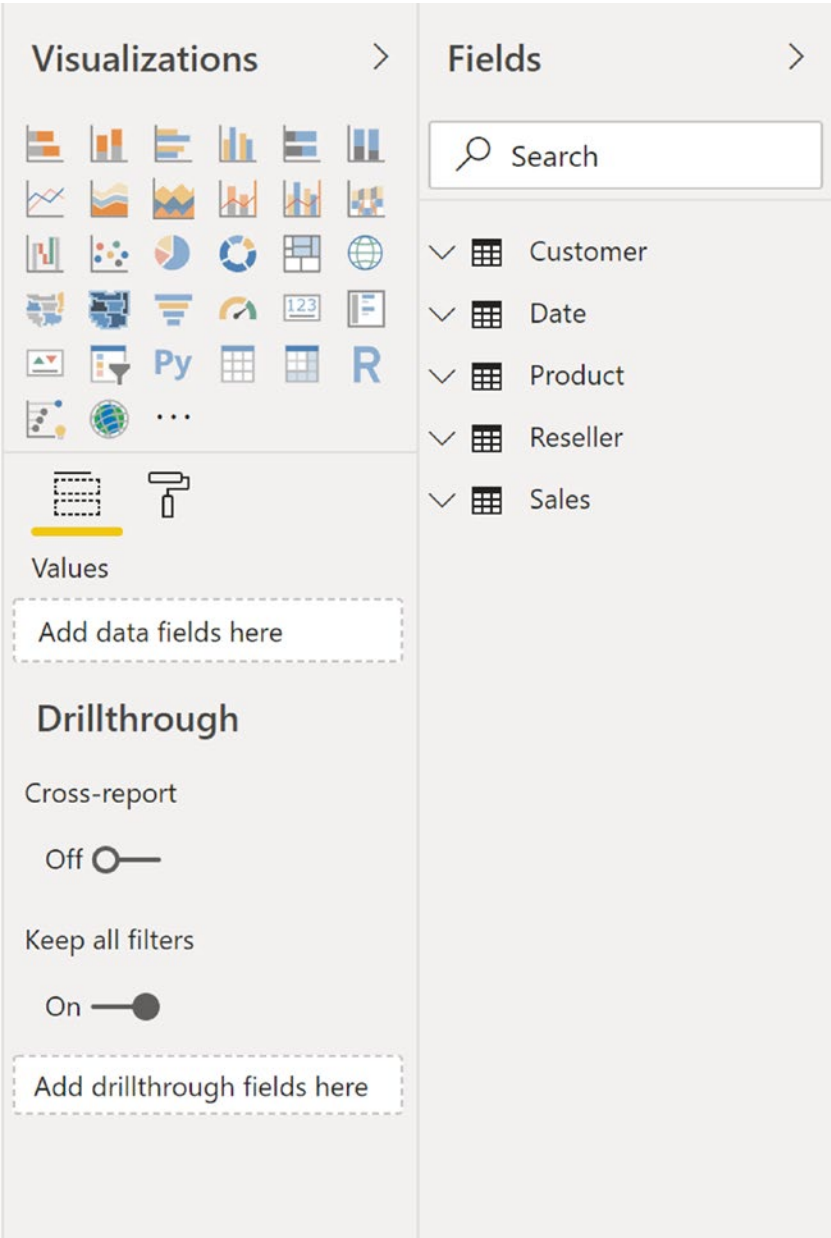 Visualizations
123
Py
R
...
Values
Add data fields here
Drillthrough
Cross-report
Off
Keep all filters
On
Add drillthrough fields here
Fields
Search
Customer
Date
Product
Reseller
Sales